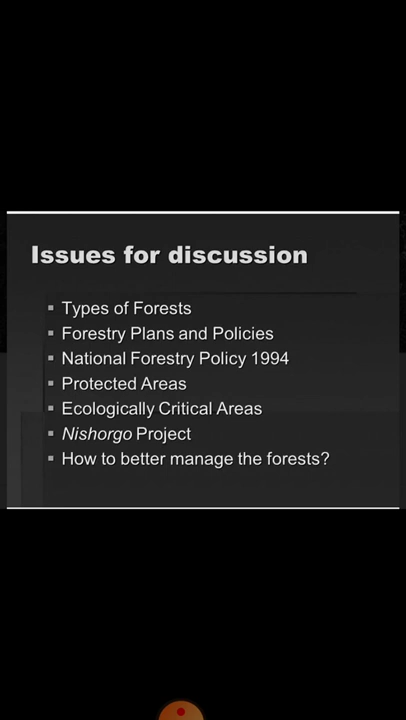 Issues for discussion
▪ Types of Forests
▪ Forestry Plans and Policies
▪ National Forestry Policy 1994
▪ Protected Areas
▪ Ecologically Critical Areas
▪ Nishorgo Project
▪ How to better manage the forests?